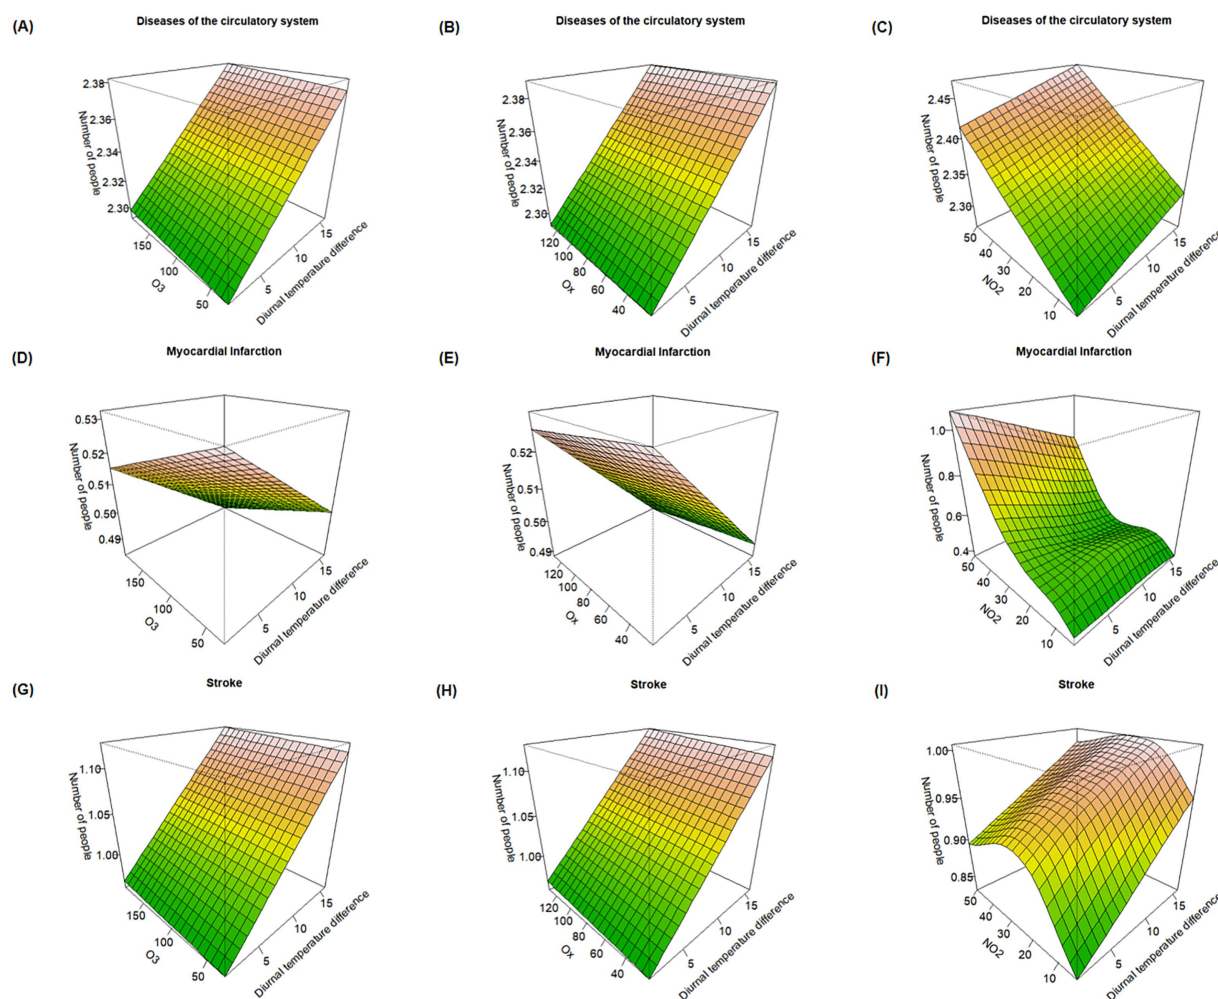 (A)
Diseases of the circulatory system
2.38
2.36
2.34
2.32
2.30
Number of people
150
100
50
O3
5
10
15
Diurnal temperature difference
(B)
Diseases of the circulatory system
2.38
2.36
2.34
2.32
2.30
Number of people
120
100
80
60
40
Ox
5
10
15
Diurnal temperature difference
(C)
Diseases of the circulatory system
2.45
2.40
2.35
2.30
Number of people
50
40
30
20
10
NO2
5
10
15
Diurnal temperature difference
(D)
Myocardial Infarction
0.53
0.52
0.51
0.50
0.49
Number of people
150
100
50
O3
5
10
15
Diurnal temperature difference
(E)
Myocardial Infarction
0.52
0.51
0.50
0.49
Number of people
120
100
80
60
40
Ox
5
10
15
Diurnal temperature difference
(F)
Myocardial Infarction
1.0
0.8
0.6
0.4
Number of people
50
40
30
20
10
NO2
5
10
15
Diurnal temperature difference
(G)
Stroke
1.10
1.05
1.00
Number of people
150
100
50
O3
5
10
15
Diurnal temperature difference
(H)
Stroke
1.10
1.05
1.00
Number of people
120
100
80
60
40
Ox
5
10
15
Diurnal temperature difference
(I)
Stroke
1.00
0.95
0.90
0.85
Number of people
50
40
30
20
10
NO2
5
10
15
Diurnal temperature difference